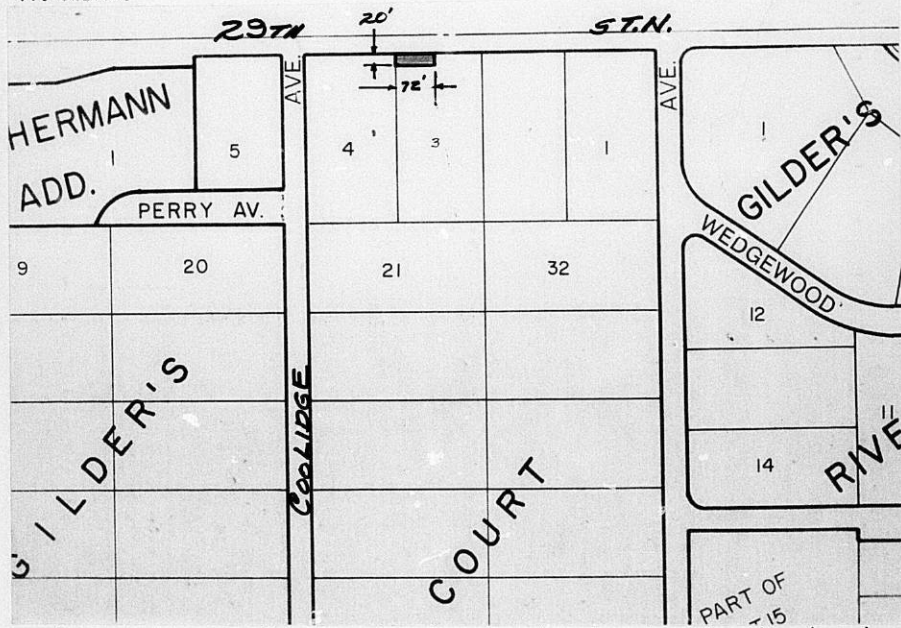 29TH ST. N.
20'
72'
AVE.
AVE.
HERMANN
ADD.
1
5
4
3
1
1
GILDER'S
PERRY AV.
WEDGEWOOD
9
20
21
32
12
11
14
GILDER'S
COOLIDGE
COURT
RIVE
PART OF
T 15